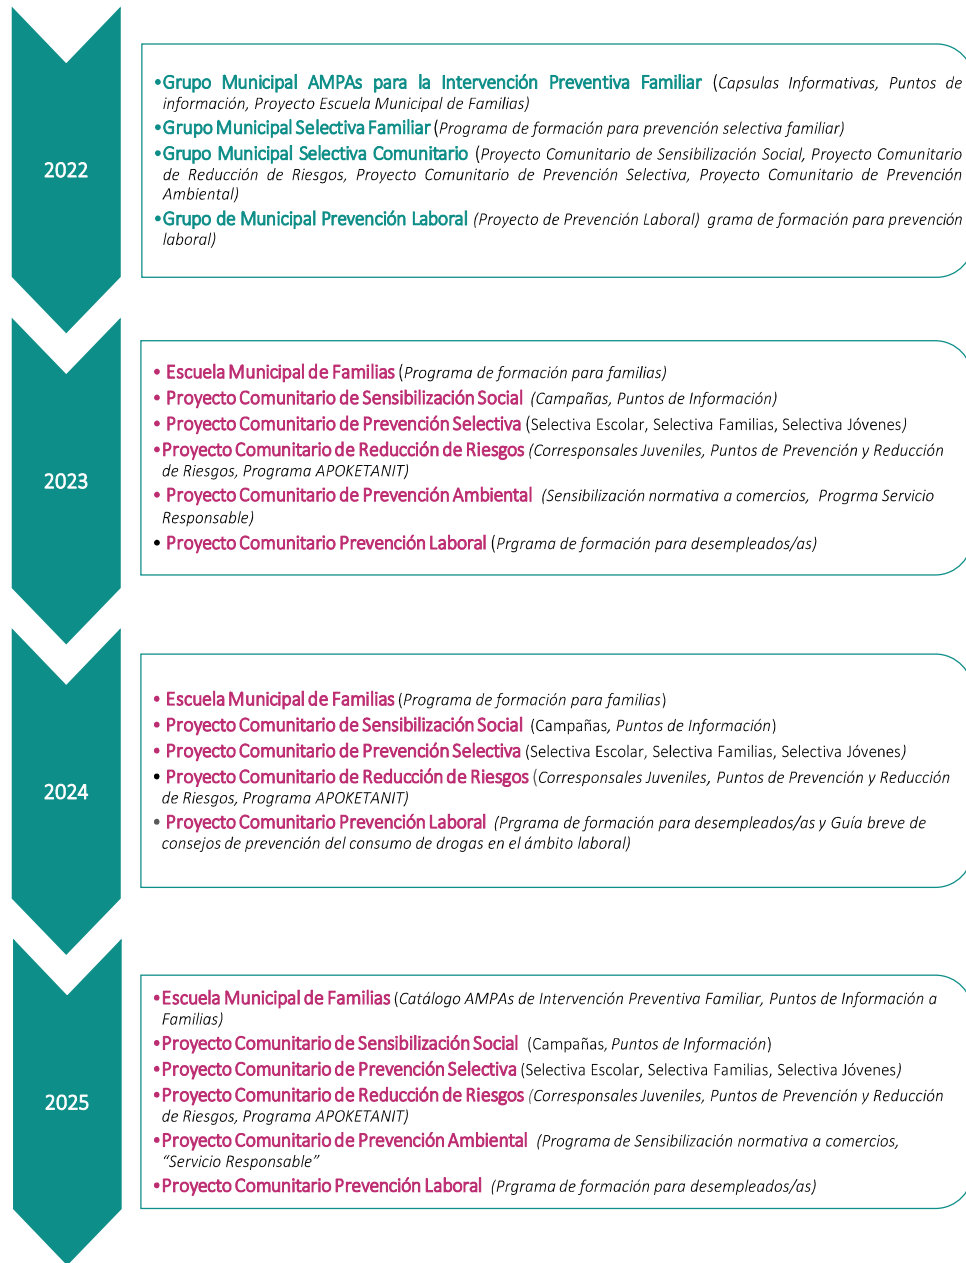 2022
•Grupo Municipal AMPAs para la Intervención Preventiva Familiar (Capsulas Informativas, Puntos de
información, Proyecto Escuela Municipal de Familias)
•Grupo Municipal Selectiva Familiar (Programa de formación para prevención selectiva familiar)
•Grupo Municipal Selectiva Comunitario (Proyecto Comunitario de Sensibilización Social, Proyecto Comunitario
de Reducción de Riesgos, Proyecto Comunitario de Prevención Selectiva, Proyecto Comunitario de Prevención
Ambiental)
•Grupo de Municipal Prevención Laboral (Proyecto de Prevención Laboral) grama de formación para prevención
laboral)
2023
• Escuela Municipal de Familias (Programa de formación para familias)
• Proyecto Comunitario de Sensibilización Social (Campañas, Puntos de Información)
• Proyecto Comunitario de Prevención Selectiva (Selectiva Escolar, Selectiva Familias, Selectiva Jóvenes)
•Proyecto Comunitario de Reducción de Riesgos (Corresponsales Juveniles, Puntos de Prevención y Reducción
de Riesgos, Programa APOKETANIT)
• Proyecto Comunitario de Prevención Ambiental (Sensibilización normativa a comercios, Progrma Servicio
Responsable)
• Proyecto Comunitario Prevención Laboral (Prgrama de formación para desempleados/as)
2024
• Escuela Municipal de Familias (Programa de formación para familias)
• Proyecto Comunitario de Sensibilización Social (Campañas, Puntos de Información)
• Proyecto Comunitario de Prevención Selectiva (Selectiva Escolar, Selectiva Familias, Selectiva Jóvenes)
• Proyecto Comunitario de Reducción de Riesgos (Corresponsales Juveniles, Puntos de Prevención y Reducción
de Riesgos, Programa APOKETANIT)
• Proyecto Comunitario Prevención Laboral (Prgrama de formación para desempleados/as y Guía breve de
consejos de prevención del consumo de drogas en el ámbito laboral)
2025
•Escuela Municipal de Familias (Catálogo AMPAs de Intervención Preventiva Familiar, Puntos de Información a
Familias)
•Proyecto Comunitario de Sensibilización Social (Campañas, Puntos de Información)
•Proyecto Comunitario de Prevención Selectiva (Selectiva Escolar, Selectiva Familias, Selectiva Jóvenes)
•Proyecto Comunitario de Reducción de Riesgos (Corresponsales Juveniles, Puntos de Prevención y Reducción
de Riesgos, Programa APOKETANIT)
•Proyecto Comunitario de Prevención Ambiental (Programa de Sensibilización normativa a comercios,
“Servicio Responsable”
•Proyecto Comunitario Prevención Laboral (Prgrama de formación para desempleados/as)